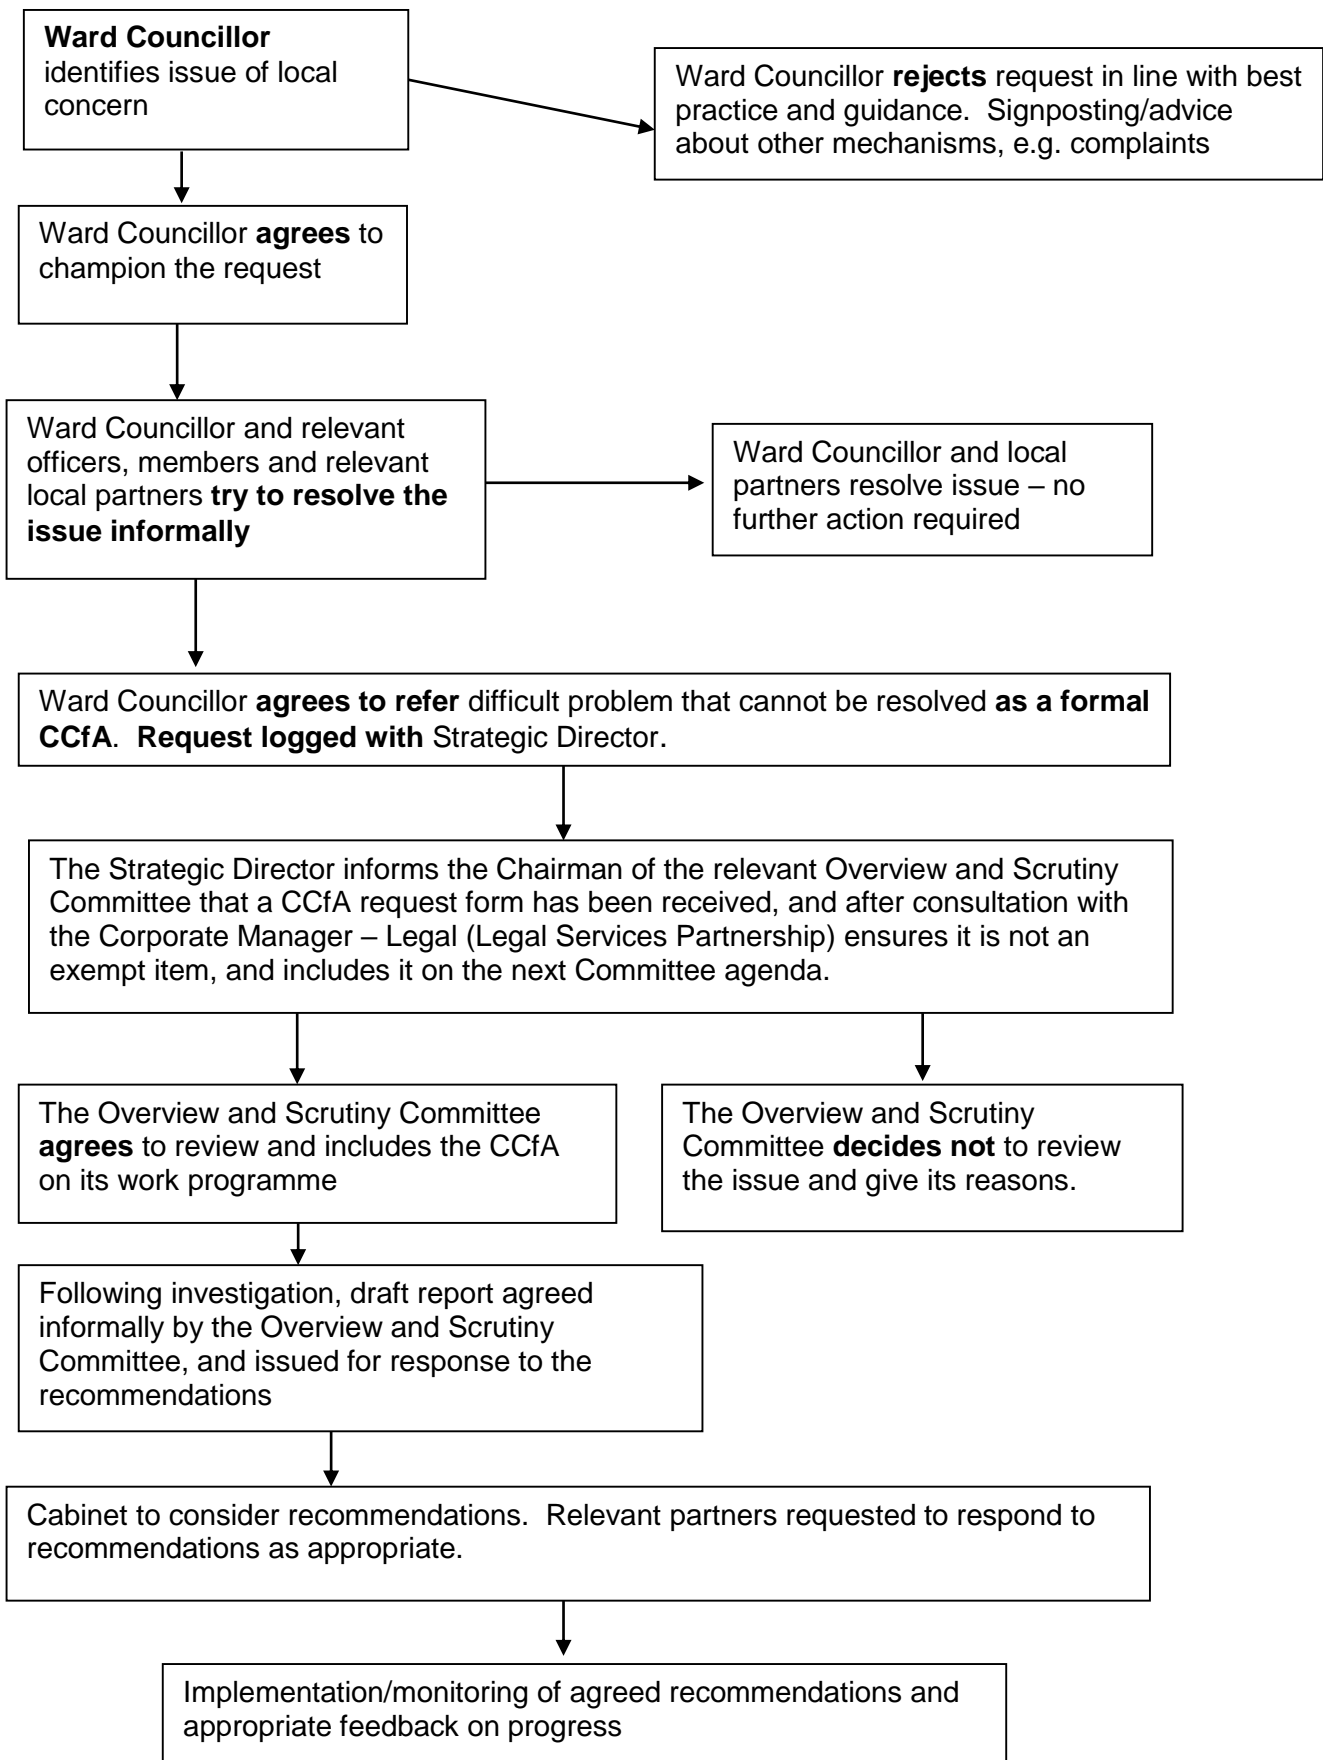 Ward Councillor
identifies issue of local
concern
Ward Councillor rejects request in line with best
practice and guidance.  Signposting/advice
about other mechanisms, e.g. complaints
Ward Councillor agrees to
champion the request
Ward Councillor and relevant
officers, members and relevant
local partners try to resolve the
issue informally
Ward Councillor and local
partners resolve issue – no
further action required
Ward Councillor agrees to refer difficult problem that cannot be resolved as a formal
CCfA.  Request logged with Strategic Director.
The Strategic Director informs the Chairman of the relevant Overview and Scrutiny
Committee that a CCfA request form has been received, and after consultation with
the Corporate Manager – Legal (Legal Services Partnership) ensures it is not an
exempt item, and includes it on the next Committee agenda.
The Overview and Scrutiny Committee
agrees to review and includes the CCfA
on its work programme
The Overview and Scrutiny
Committee decides not to review
the issue and give its reasons.
Following investigation, draft report agreed
informally by the Overview and Scrutiny
Committee, and issued for response to the
recommendations
Cabinet to consider recommendations.  Relevant partners requested to respond to
recommendations as appropriate.
Implementation/monitoring of agreed recommendations and
appropriate feedback on progress